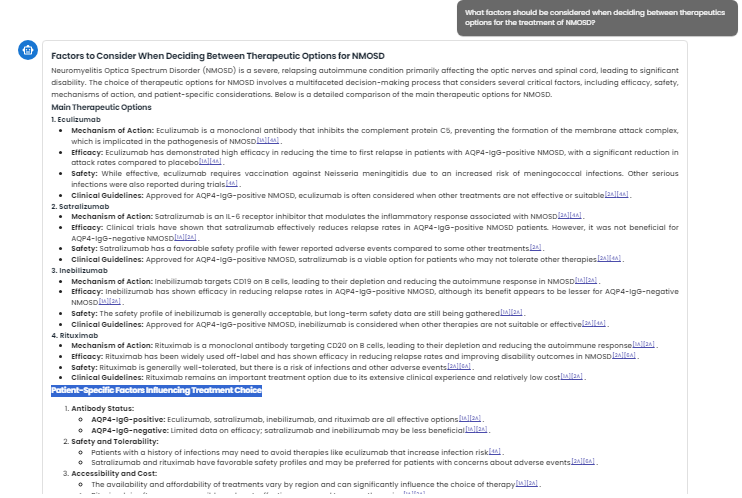 What factors should be considered when deciding between therapeutics
options for the treatment of NMOSD?
Factors to Consider When Deciding Between Therapeutic Options for NMOSD
Neuromyelitis Optica Spectrum Disorder (NMOSD) is a severe, relapsing autoimmune condition primarily affecting the optic nerves and spinal cord, leading to significant
disability. The choice of therapeutic options for NMOSD involves a multifaceted decision-making process that considers several critical factors, including efficacy, safety,
mechanisms of action, and patient-specific considerations. Below is a detailed comparison of the main therapeutic options for NMOSD.
Main Therapeutic Options
1. Eculizumab
• Mechanism of Action: Eculizumab is a monoclonal antibody that inhibits the complement protein C5, preventing the formation of the membrane attack complex,
which is implicated in the pathogenesis of NMOSD[1A][4A] .
• Efficacy: Eculizumab has demonstrated high efficacy in reducing the time to first relapse in patients with AQP4-IgG-positive NMOSD, with a significant reduction in
attack rates compared to placebo[1A][4A] .
• Safety: While effective, eculizumab requires vaccination against Neisseria meningitidis due to an increased risk of meningococcal infections. Other serious
infections were also reported during trials[4A] .
• Clinical Guidelines: Approved for AQP4-IgG-positive NMOSD, eculizumab is often considered when other treatments are not effective or suitable[2A][4A] .
2. Satralizumab
• Mechanism of Action: Satralizumab is an IL-6 receptor inhibitor that modulates the inflammatory response associated with NMOSD[2A][4A] .
• Efficacy: Clinical trials have shown that satralizumab effectively reduces relapse rates in AQP4-IgG-positive NMOSD patients. However, it was not beneficial for
AQP4-IgG-negative NMOSD[1A][2A] .
• Safety: Satralizumab has a favorable safety profile with fewer reported adverse events compared to some other treatments[2A] .
• Clinical Guidelines: Approved for AQP4-IgG-positive NMOSD, satralizumab is a viable option for patients who may not tolerate other therapies[2A][4A] .
3. Inebilizumab
• Mechanism of Action: Inebilizumab targets CD19 on B cells, leading to their depletion and reducing the autoimmune response in NMOSD[1A][2A] .
• Efficacy: Inebilizumab has shown efficacy in reducing relapse rates in AQP4-IgG-positive NMOSD, although its benefit appears to be lesser for AQP4-IgG-negative
NMOSD[1A][2A] .
• Safety: The safety profile of inebilizumab is generally acceptable, but long-term safety data are still being gathered[1A][2A] .
• Clinical Guidelines: Approved for AQP4-IgG-positive NMOSD, inebilizumab is considered when other therapies are not suitable or effective[2A][4A] .
4. Rituximab
• Mechanism of Action: Rituximab is a monoclonal antibody targeting CD20 on B cells, leading to their depletion and reducing the autoimmune response[1A][2A] .
• Efficacy: Rituximab has been widely used off-label and has shown efficacy in reducing relapse rates and improving disability outcomes in NMOSD[2A][6A] .
• Safety: Rituximab is generally well-tolerated, but there is a risk of infections and other adverse events[2A][6A] .
• Clinical Guidelines: Rituximab remains an important treatment option due to its extensive clinical experience and relatively low cost[1A][2A] .
Patient-Specific Factors Influencing Treatment Choice
1. Antibody Status:
AQP4-IgG-positive: Eculizumab, satralizumab, inebilizumab, and rituximab are all effective options[1A][2A] .
AQP4-IgG-negative: Limited data on efficacy; satralizumab and inebilizumab may be less beneficial[1A][2A] .
2. Safety and Tolerability:
Patients with a history of infections may need to avoid therapies like eculizumab that increase infection risk[4A] .
Satralizumab and rituximab have favorable safety profiles and may be preferred for patients with concerns about adverse events[2A][6A] .
3. Accessibility and Cost:
The availability and affordability of treatments vary by region and can significantly influence the choice of therapy[1A][2A] .